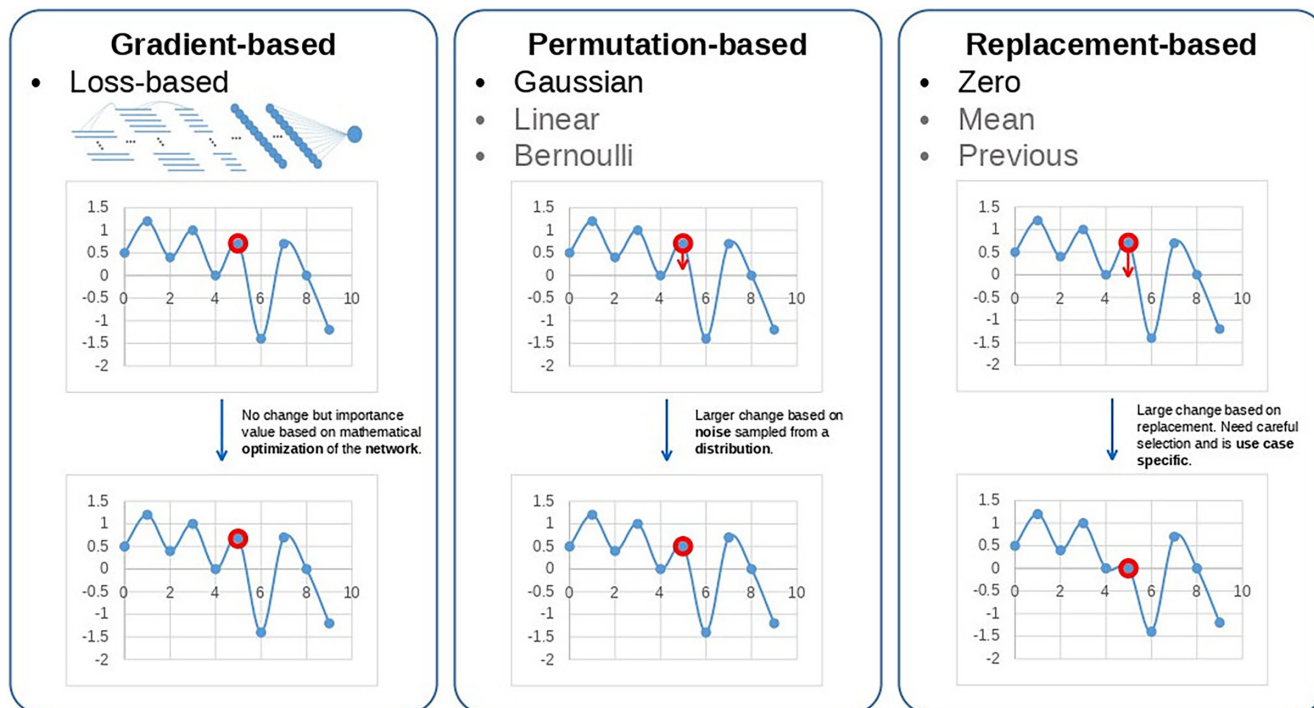 Gradient-based
• Loss-based
... ... ... ...
1.5
1
0.5
0
-0.5
-1
-1.5
-2
0 2 4 6 8 10
No change but importance
value based on mathematical
optimization of the network.
1.5
1
0.5
0
-0.5
-1
-1.5
-2
0 2 4 6 8 10
Permutation-based
• Gaussian
• Linear
• Bernoulli
1.5
1
0.5
0
-0.5
-1
-1.5
-2
0 2 4 6 8 10
Larger change based on
noise sampled from a
distribution.
1.5
1
0.5
0
-0.5
-1
-1.5
-2
0 2 4 6 8 10
Replacement-based
• Zero
• Mean
• Previous
1.5
1
0.5
0
-0.5
-1
-1.5
-2
0 2 4 6 8 10
Large change based on
replacement. Need careful
selection and is use case
specific.
1.5
1
0.5
0
-0.5
-1
-1.5
-2
0 2 4 6 8 10